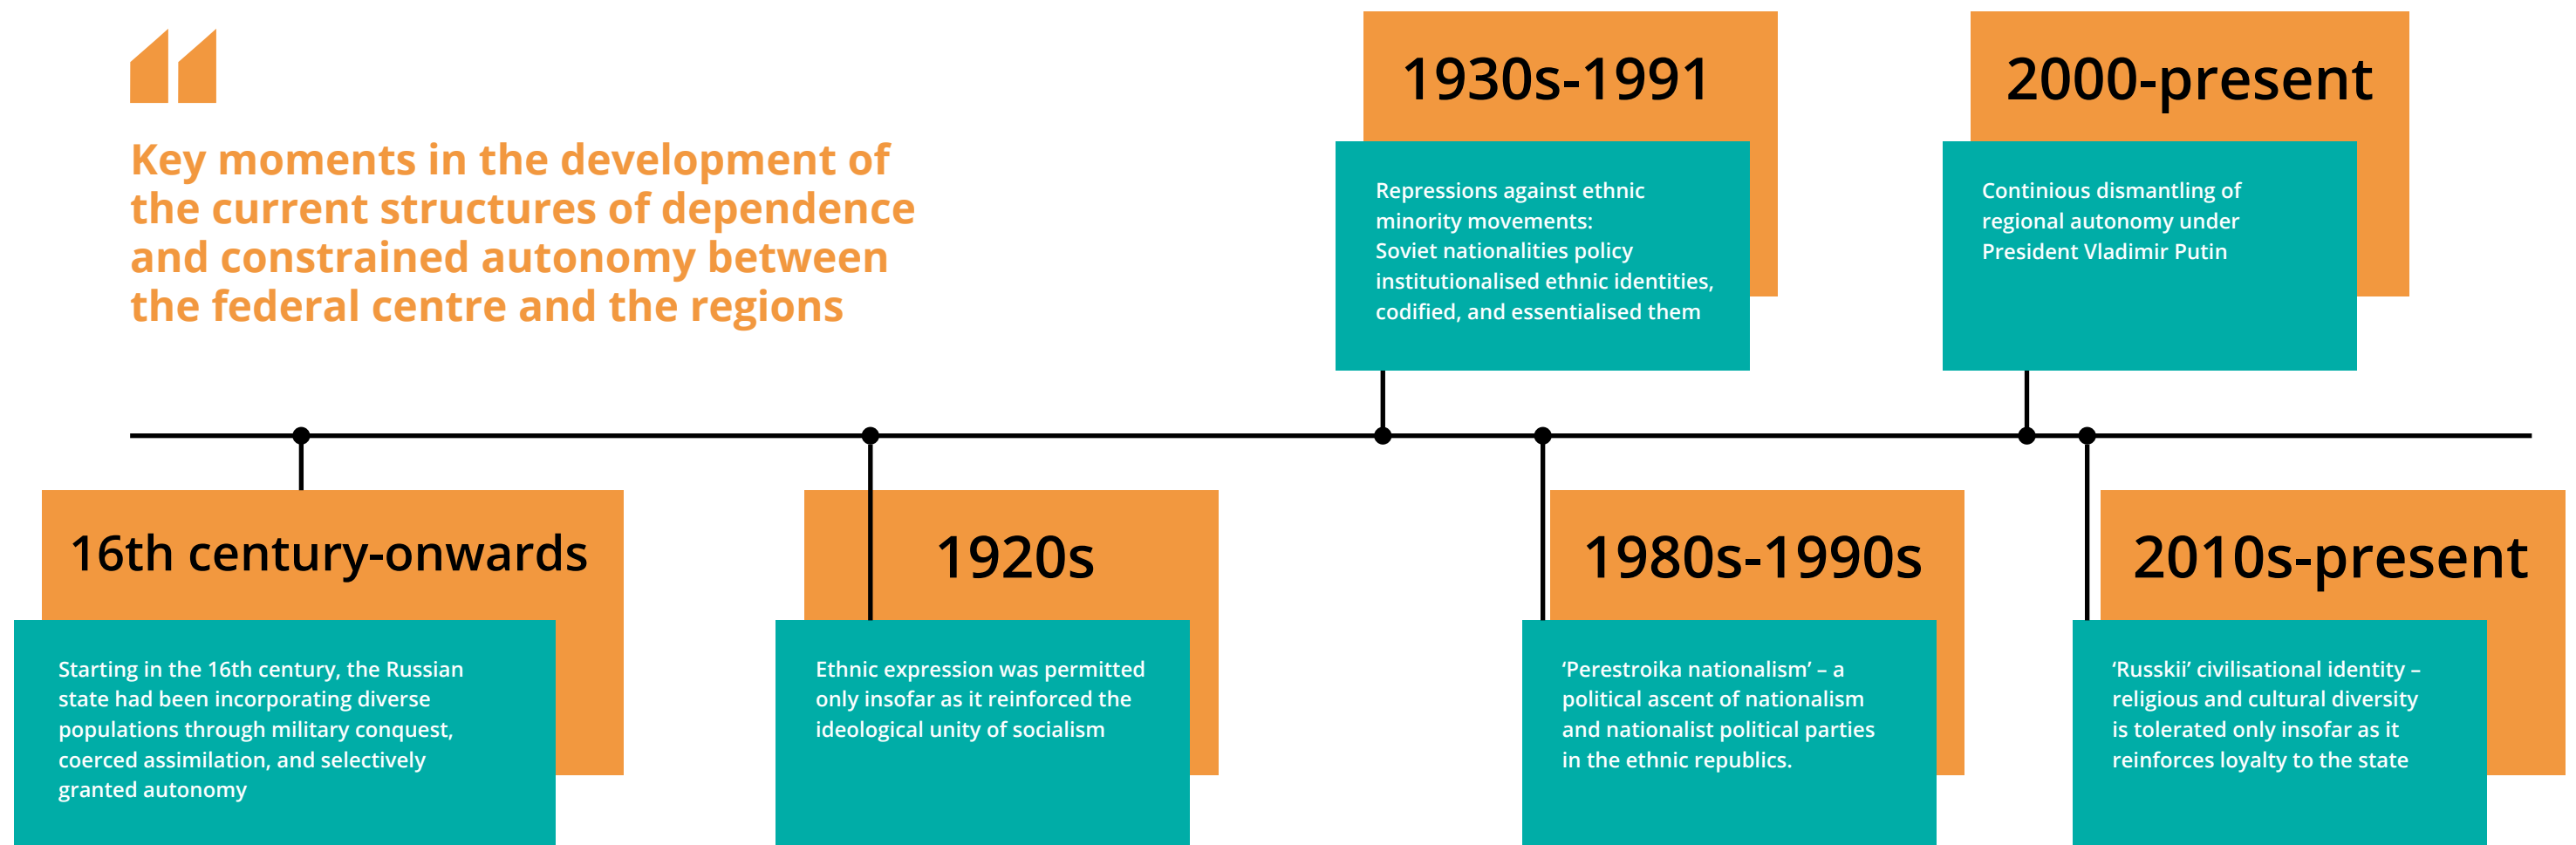 Key moments in the development of
the current structures of dependence
and constrained autonomy between
the federal centre and the regions
16th century-onwards
Starting in the 16th century, the Russian
state had been incorporating diverse
populations through military conquest,
coerced assimilation, and selectively
granted autonomy
1920s
Ethnic expression was permitted
only insofar as it reinforced the
ideological unity of socialism
1930s-1991
Repressions against ethnic
minority movements:
Soviet nationalities policy
institutionalised ethnic identities,
codified, and essentialised them
1980s-1990s
‘Perestroika nationalism’ – a
political ascent of nationalism
and nationalist political parties
in the ethnic republics.
2000-present
Continious dismantling of
regional autonomy under
President Vladimir Putin
2010s-present
‘Russkii’ civilisational identity –
religious and cultural diversity
is tolerated only insofar as it
reinforces loyalty to the state